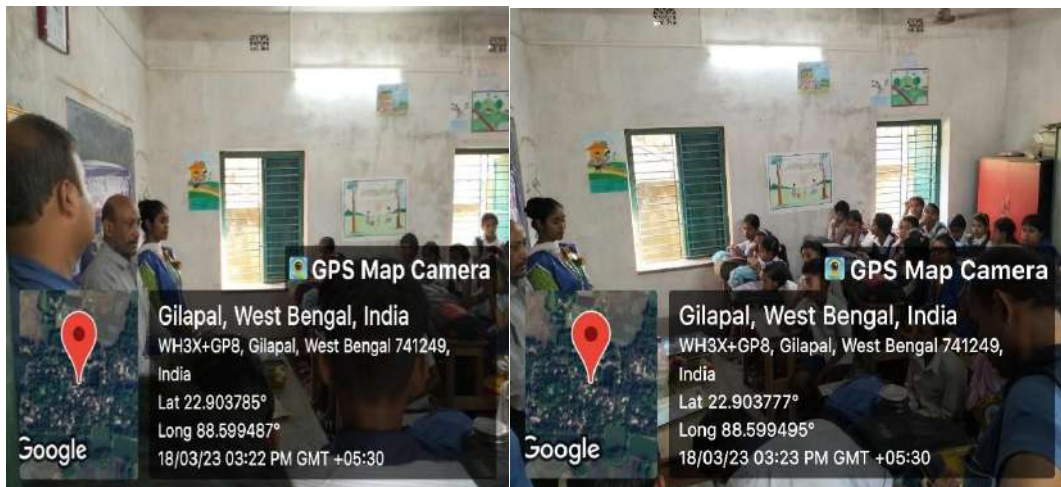 GPS Map Camera
Gilapal, West Bengal, India
WH3X+GP8, Gilapal, West Bengal 741249,
India
Lat 22.903785°
Long 88.599487°
18/03/23 03:22 PM GMT +05:30
Google
GPS Map Camera
Gilapal, West Bengal, India
WH3X+GP8, Gilapal, West Bengal 741249,
India
Lat 22.903777°
Long 88.599495°
18/03/23 03:23 PM GMT +05:30
Google